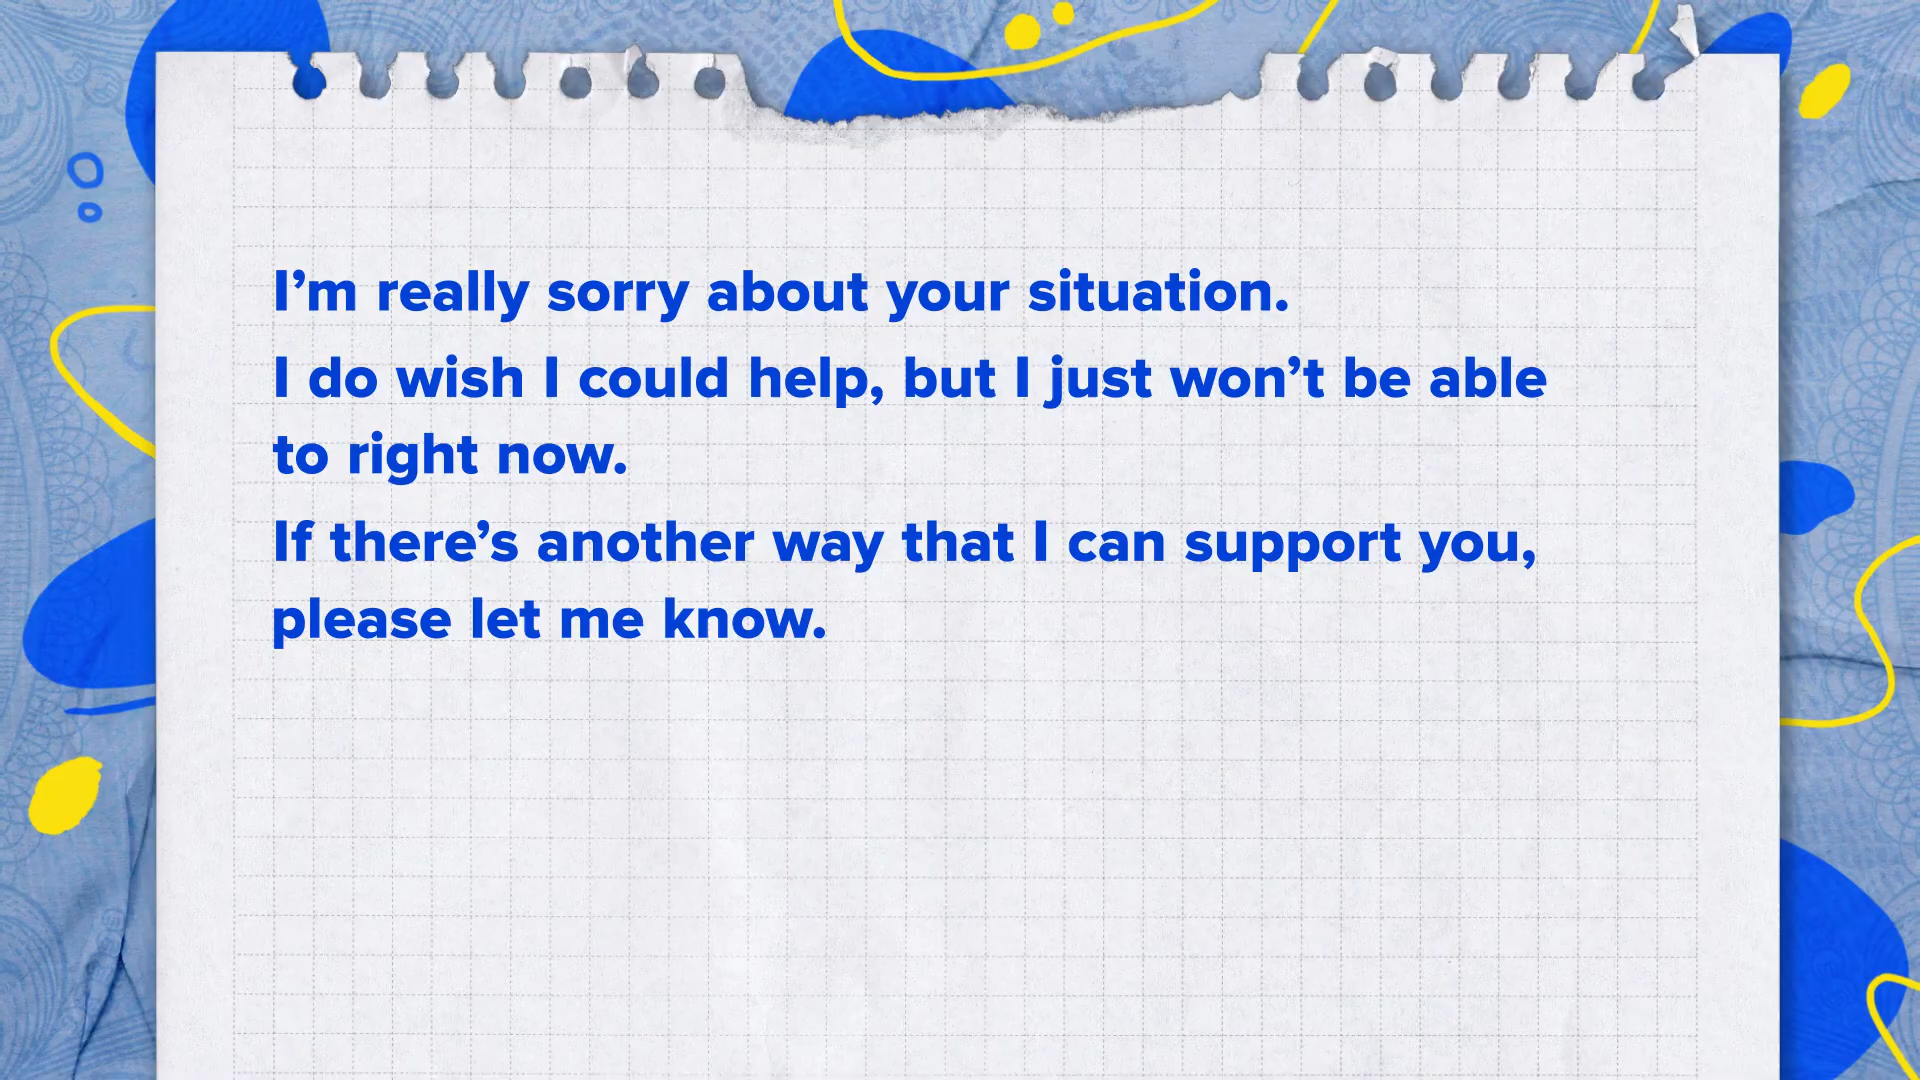 I’m really sorry about your situation.
I do wish I could help, but I just won’t be able
to right now.
If there’s another way that I can support you,
please let me know.